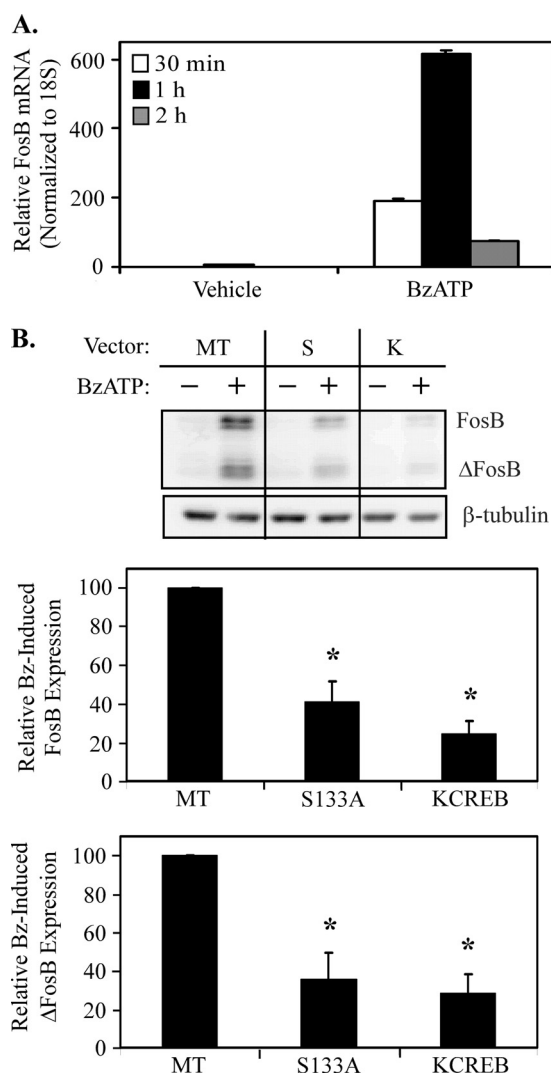 A.
Relative FosB mRNA
(Normalized to 18S)
600
400
200
0
30 min
1 h
2 h
Vehicle
BzATP
B.
Vector:
MT
S
K
BzATP:
− + − + − +
FosB
ΔFosB
β-tubulin
Relative Bz-Induced
FosB Expression
100
80
60
40
20
0
*
*
MT
S133A
KCREB
Relative Bz-Induced
ΔFosB Expression
100
80
60
40
20
0
*
*
MT
S133A
KCREB